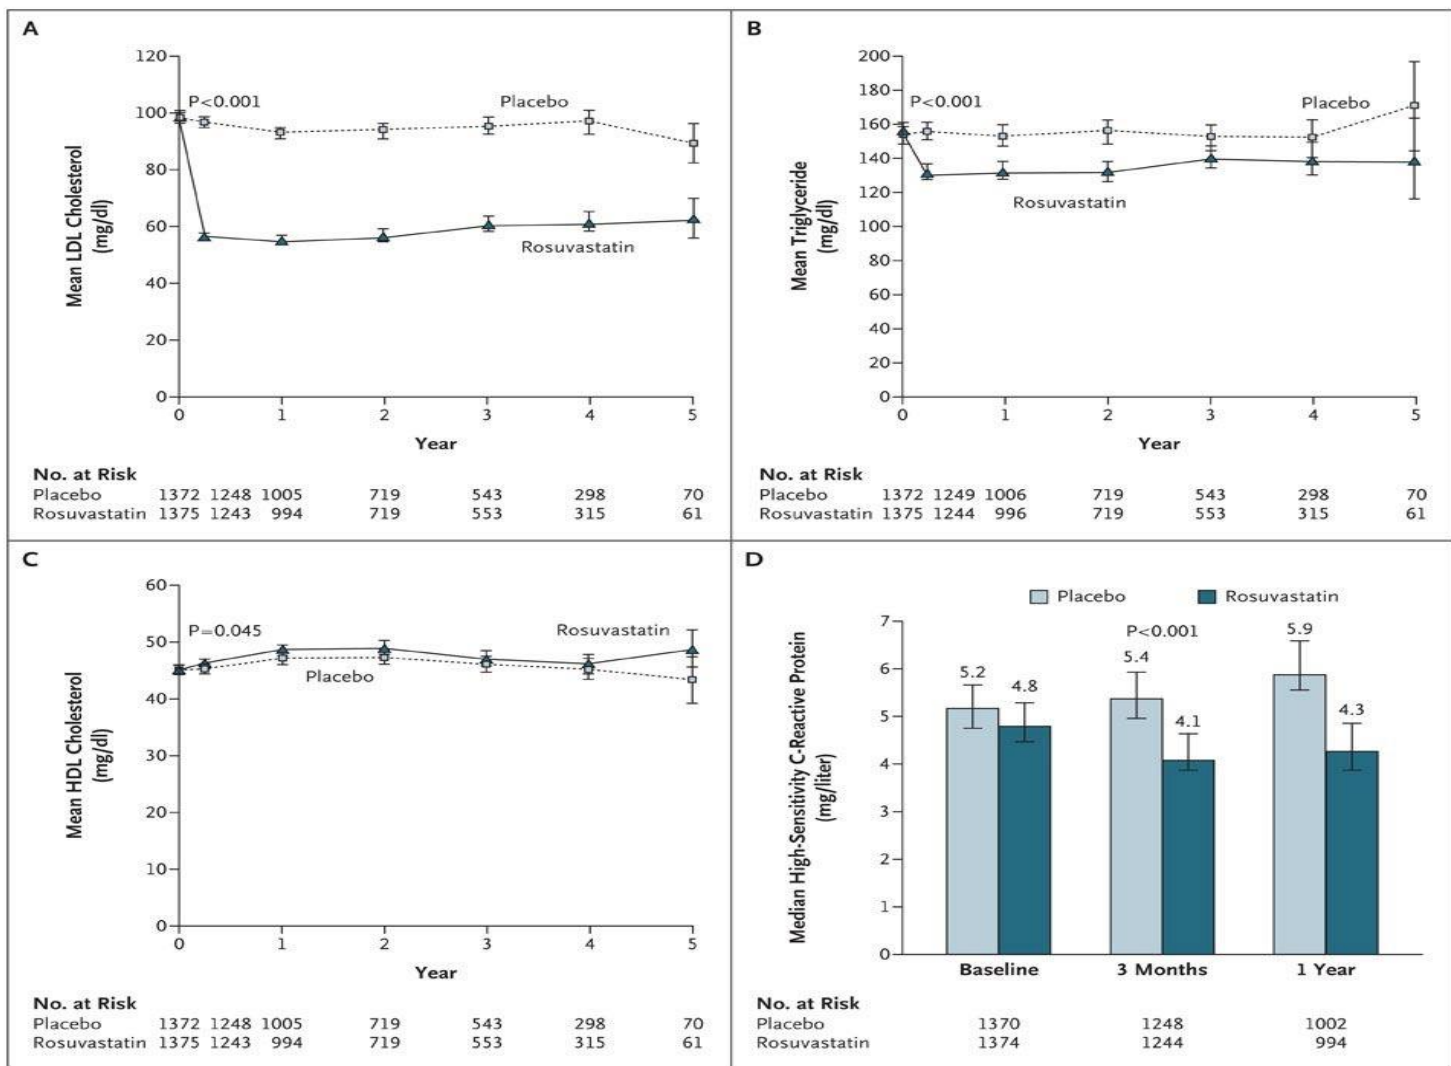 A
120
100
80
60
40
20
0
Mean LDL Cholesterol
(mg/dl)
P<0.001
Placebo
Rosuvastatin
0 1 2 3 4 5
Year
No. at Risk
Placebo 1372 1248 1005 719 543 298 70
Rosuvastatin 1375 1243 994 719 553 315 61
B
200
180
160
140
120
100
80
60
40
20
0
Mean Triglyceride
(mg/dl)
P<0.001
Placebo
Rosuvastatin
0 1 2 3 4 5
Year
No. at Risk
Placebo 1372 1249 1006 719 543 298 70
Rosuvastatin 1375 1244 996 719 553 315 61
C
60
50
40
30
20
10
0
Mean HDL Cholesterol
(mg/dl)
P=0.045
Rosuvastatin
Placebo
0 1 2 3 4 5
Year
No. at Risk
Placebo 1372 1248 1005 719 543 298 70
Rosuvastatin 1375 1243 994 719 553 315 61
D
Placebo Rosuvastatin
7
6
5
4
3
2
1
0
Median High-Sensitivity C-Reactive Protein
(mg/liter)
P<0.001
5.2 4.8 5.4 4.1 5.9 4.3
Baseline 3 Months 1 Year
No. at Risk
Placebo 1370 1248 1002
Rosuvastatin 1374 1244 994